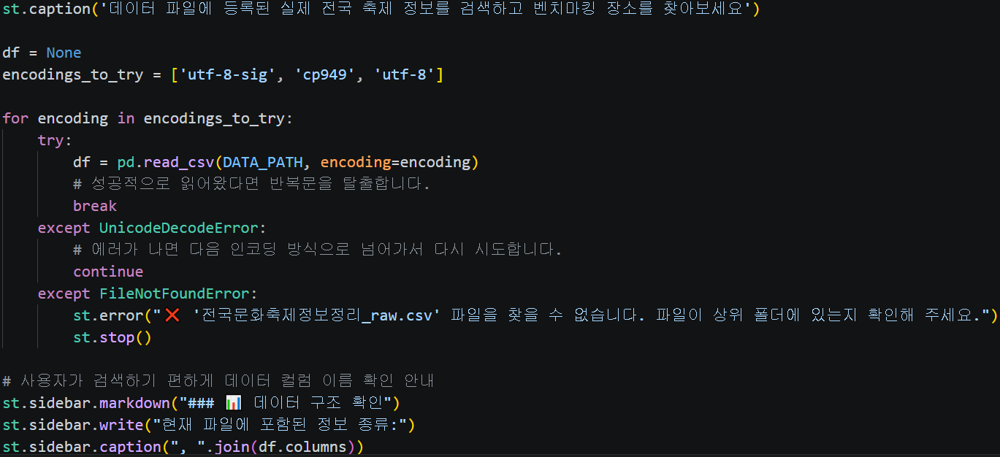 st.caption('데이터 파일에 등록된 실제 전국 축제 정보를 검색하고 벤치마킹 장소를 찾아보세요')
df = None
encodings_to_try = ['utf-8-sig', 'cp949', 'utf-8']
for encoding in encodings_to_try:
    try:
        df = pd.read_csv(DATA_PATH, encoding=encoding)
        # 성공적으로 읽어왔다면 반복문을 탈출합니다.
        break
    except UnicodeDecodeError:
        # 에러가 나면 다음 인코딩 방식으로 넘어가서 다시 시도합니다.
        continue
    except FileNotFoundError:
        st.error("❌ '전국문화축제정보정리_raw.csv' 파일을 찾을 수 없습니다. 파일이 상위 폴더에 있는지 확인해 주세요.")
        st.stop()
# 사용자가 검색하기 편하게 데이터 컬럼 이름 확인 안내
st.sidebar.markdown("### 📊 데이터 구조 확인")
st.sidebar.write("현재 파일에 포함된 정보 종류:")
st.sidebar.caption(", ".join(df.columns))